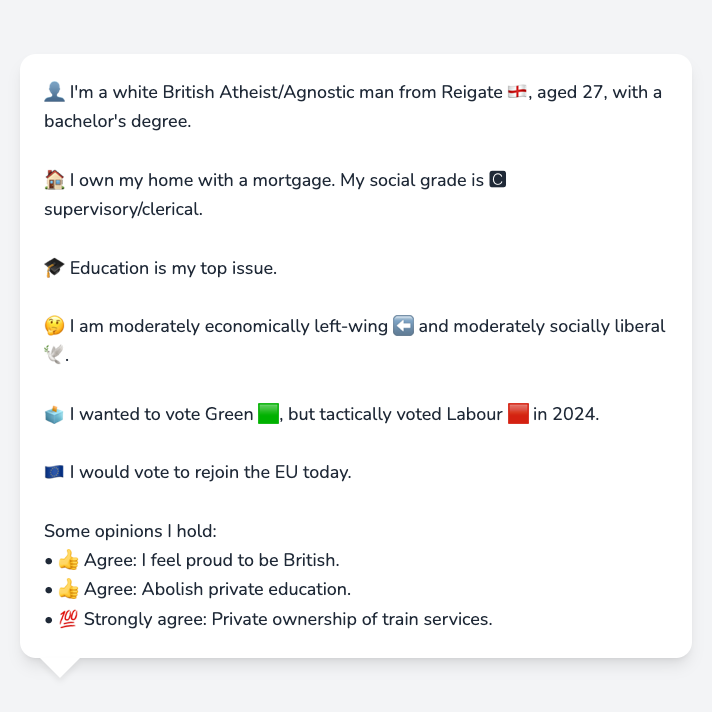 👤 I'm a white British Atheist/Agnostic man from Reigate 🏴󠁧󠁢󠁥󠁮󠁧󠁿, aged 27, with a
bachelor's degree.
🏠 I own my home with a mortgage. My social grade is 🅲
supervisory/clerical.
🎓 Education is my top issue.
🤔 I am moderately economically left-wing ⬅️ and moderately socially liberal
🕊️.
🗳️ I wanted to vote Green 🟩, but tactically voted Labour 🟥 in 2024.
🇪🇺 I would vote to rejoin the EU today.
Some opinions I hold:
• 👍 Agree: I feel proud to be British.
• 👍 Agree: Abolish private education.
• 💯 Strongly agree: Private ownership of train services.